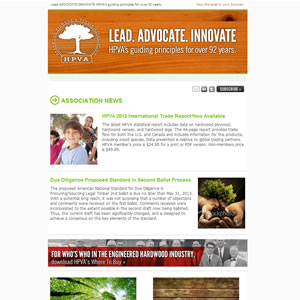 Lead.ADVOCATE.INNOVATE HPVA's guiding principles for over 92 years.
View this email in your browser
LEAD. ADVOCATE. INNOVATE
HPVA's guiding principles for over 92 years.
HPVA
SUBSCRIBE
ASSOCIATION NEWS
HPVA 2012 International Trade Report Now Available
The latest HPVA statistical report includes data on hardwood plywood,
hardwood veneer, and hardwood logs. The 44-page report provides trade
flow for both the U.S. and Canada and includes information for the products,
including wood species. Data presented is relative to global trading partners.
HPVA member's price is $24.95 for a print or PDF version. Non-members price
is $49.95.
Due Diligence Proposed Standard in Second Ballot Process
The proposed American National Standard for Due Diligence in
Procuring/Sourcing Legal Timber 2nd ballot is due no later than May 31, 2013.
With a potential long reach, it was not surprising that a number of objections
and comments were received on the first ballot. Comments received were
incorporated to the extent possible in the second draft now being balloted.
Thus, the current draft has been significantly changed, and is designed to
achieve a consensus on the key elements of the standard.
FOR WHO'S WHO IN THE ENGINEERED HARDWOOD INDUSTRY,
download HPVA's Where To Buy »